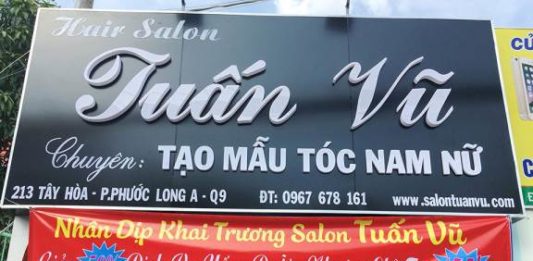 Hair Salon
Tuấn Vũ
Chuyên: TẠO MẪU TÓC NAM NỮ
213 TÂY HÒA - P.PHƯỚC LONG A - Q9 ĐT: 0967 678 161 www.salontuanvu.com
Nhân Dịp Khai Trương Salon Tuấn Vũ
CỬ